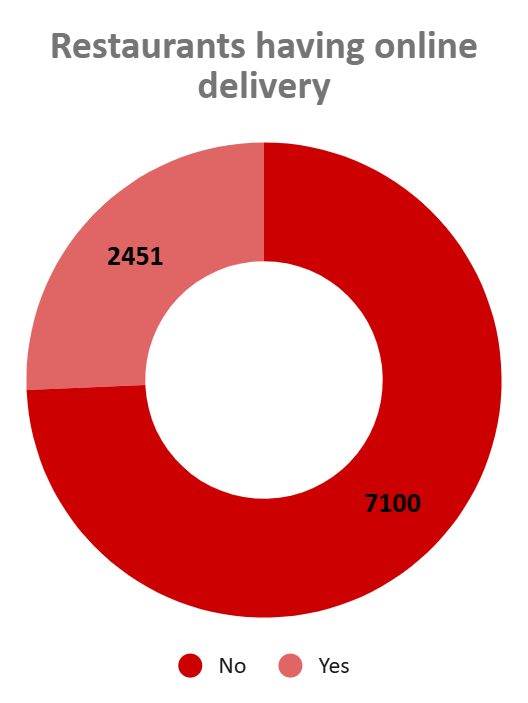 Restaurants having online
delivery
2451
7100
No
Yes